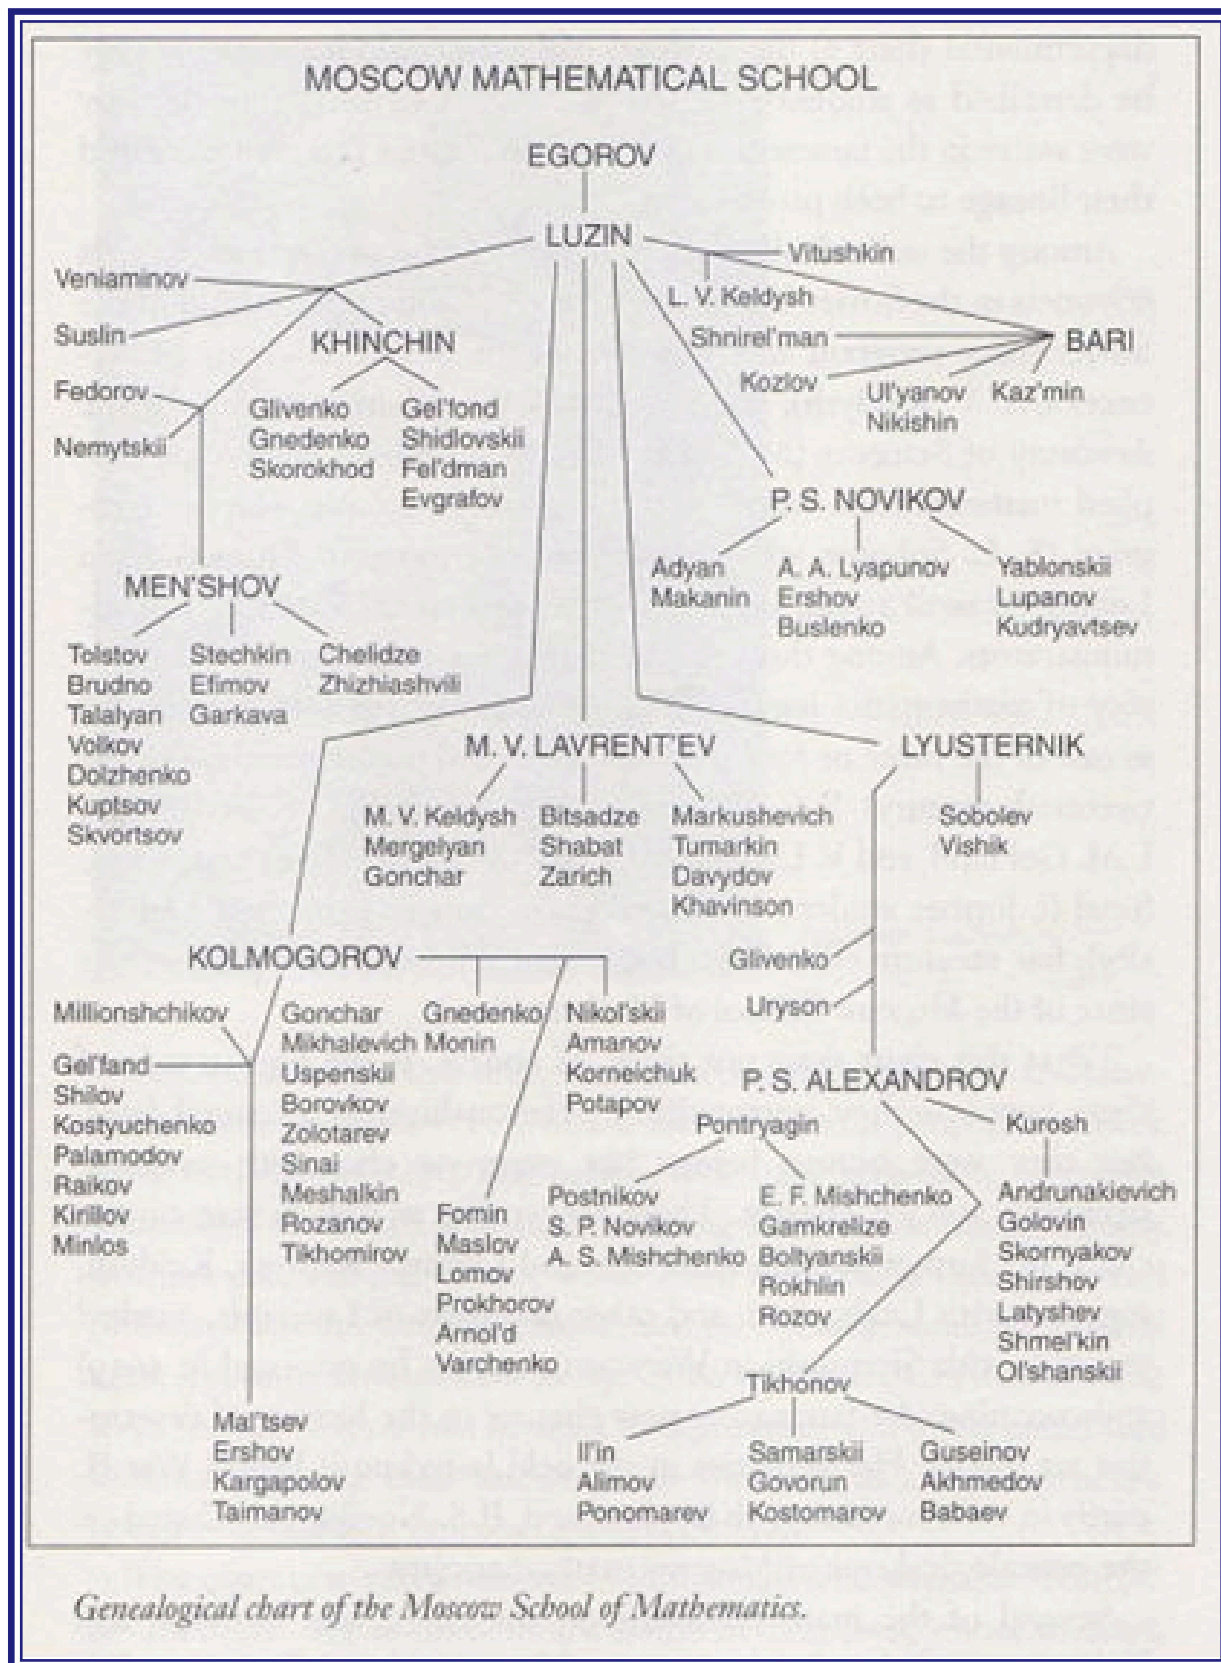 MOSCOW MATHEMATICAL SCHOOL
EGOROV
LUZIN
Veniaminov
Suslin
Fedorov
Nemytskii
KHINCHIN
Glivenko
Gnedenko
Skorokhod
Gel'fond
Shidlovskii
Fel'dman
Evgrafov
Vitushkin
L. V. Keldysh
Shnirel'man
Kozlov
Ul'yanov
Nikishin
Kaz'min
BARI
P. S. NOVIKOV
Adyan
Makanin
A. A. Lyapunov
Ershov
Buslenko
Yablonskii
Lupanov
Kudryavtsev
MEN'SHOV
Tolstov
Brudno
Talalyan
Volkov
Dolzhenko
Kuptsov
Skvortsov
Stechkin
Efimov
Garkava
Chelidze
Zhizhiashvili
M. V. LAVRENT'EV
M. V. Keldysh
Mergelyan
Gonchar
Bitsadze
Shabat
Zarich
Markushevich
Tumarkin
Davydov
Khavinson
LYUSTERNIK
Sobolev
Vishik
Glivenko
Uryson
KOLMOGOROV
Millionshchikov
Gel'fand
Shilov
Kostyuchenko
Palamodov
Raikov
Kirillov
Minlos
Gonchar
Mikhalevich
Uspenskii
Borovkov
Zolotarev
Sinai
Meshalkin
Rozanov
Tikhomirov
Gnedenko
Monin
Nikol'skii
Amanov
Korneichuk
Potapov
Fomin
Maslov
Lomov
Prokhorov
Arnol'd
Varchenko
Mal'tsev
Ershov
Kargapolov
Taimanov
P. S. ALEXANDROV
Pontryagin
Postnikov
S. P. Novikov
A. S. Mishchenko
E. F. Mishchenko
Gamkrelize
Boltyanskii
Rokhlin
Rozov
Kurosh
Andrunakievich
Golovin
Skornyakov
Shirshov
Latyshev
Shmel'kin
Ol'shanskii
Tikhonov
Il'in
Alimov
Ponomarev
Samarskii
Govorun
Kostomarov
Guseinov
Akhmedov
Babaev
Genealogical chart of the Moscow School of Mathematics.